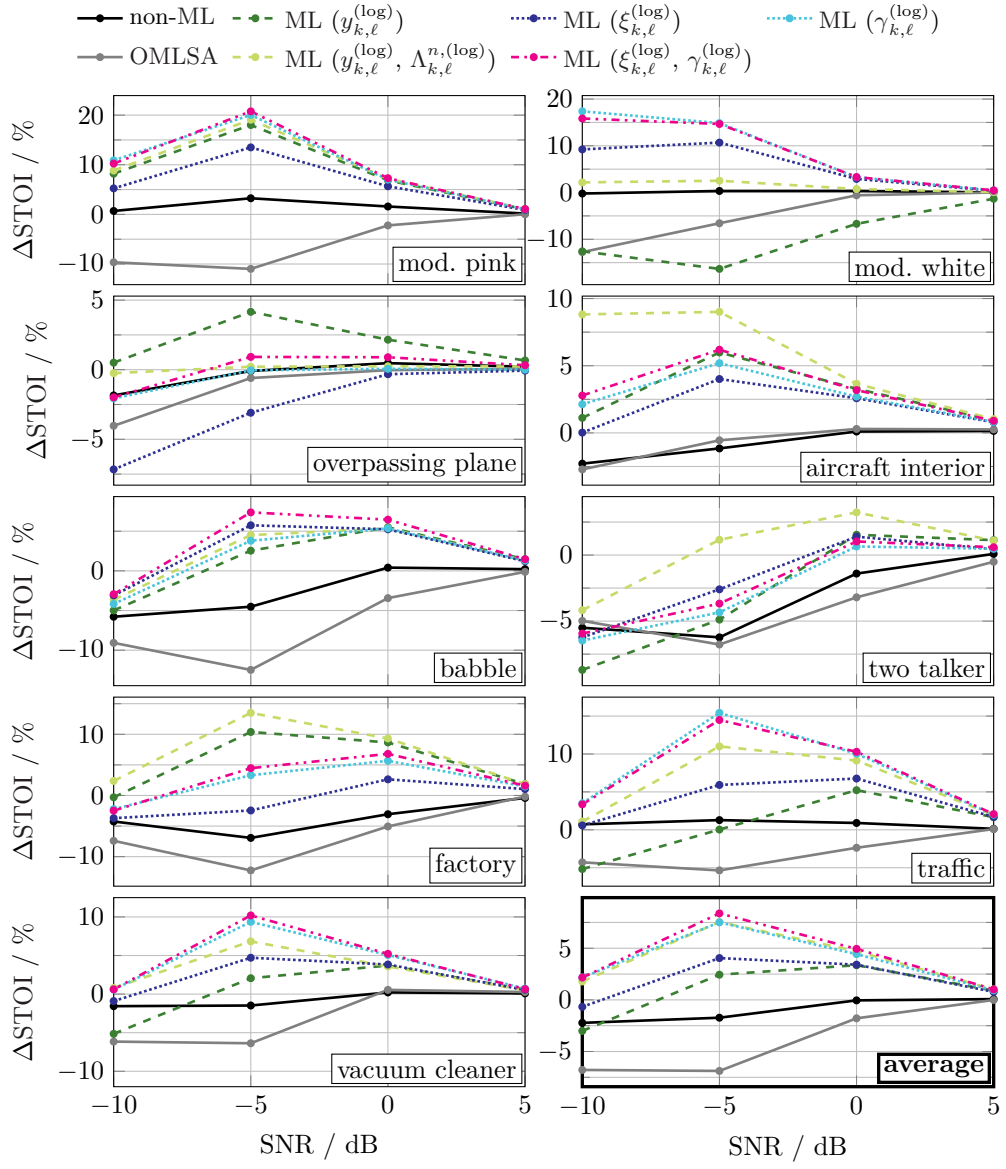 non-ML ML (y_{k,ℓ}^{(log)}) ML (ξ_{k,ℓ}^{(log)}) ML (γ_{k,ℓ}^{(log)})
OMLSA ML (y_{k,ℓ}^{(log)}, Λ_{k,ℓ}^{n,(log)}) ML (ξ_{k,ℓ}^{(log)}, γ_{k,ℓ}^{(log)})
20
10
0
−10
ΔSTOI / %
mod. pink
20
10
0
−10
mod. white
5
0
−5
ΔSTOI / %
overpassing plane
10
5
0
aircraft interior
0
−10
ΔSTOI / %
babble
0
−5
two talker
10
0
−10
ΔSTOI / %
factory
10
0
traffic
10
0
−10
ΔSTOI / %
vacuum cleaner
−10 −5 0 5
SNR / dB
5
0
−5
average
−10 −5 0 5
SNR / dB